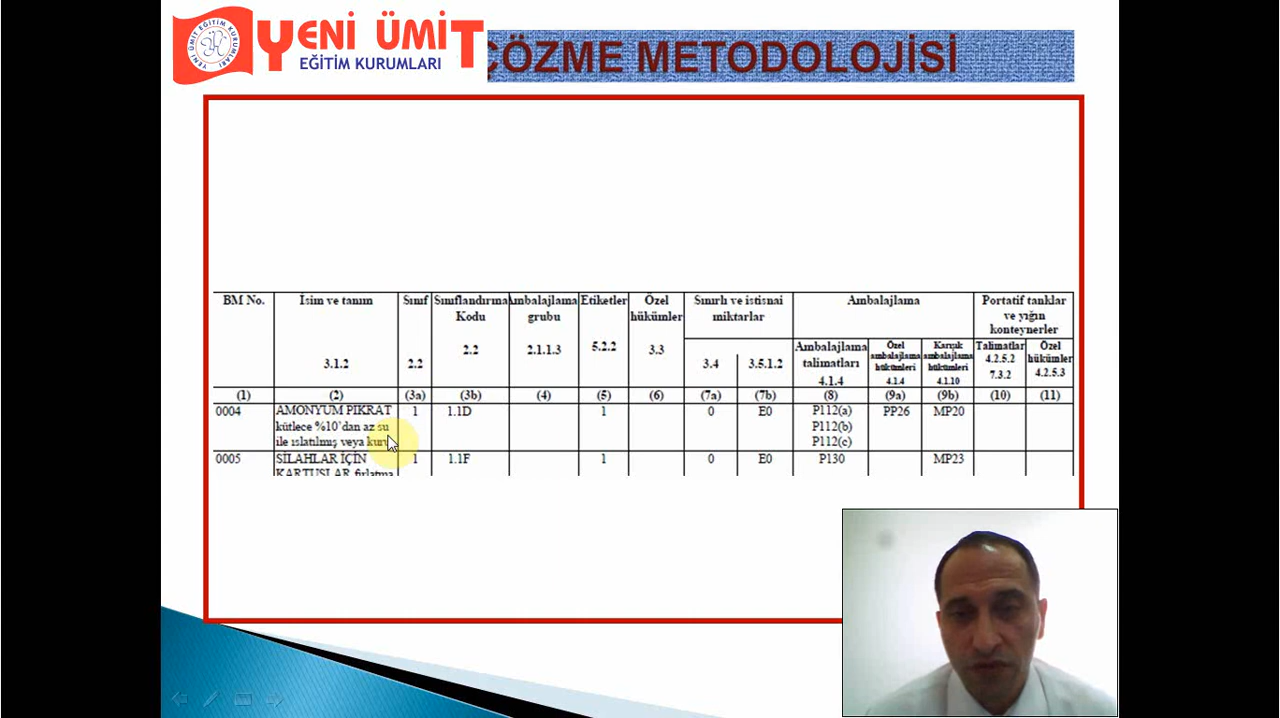 YENİ ÜMİT
EĞİTİM KURUMLARI
YENİ ÜMİT EĞİTİM KURUMLARI
ÇÖZME METODOLOJİSİ
BM No. İsim ve tanım Sınıf Sınıflandırma Kodu Ambalajlama grubu Etiketler Özel hükümler Sınırlı ve istisnai miktarlar Ambalajlama Portatif tanklar ve yığın konteynerler
3.1.2 2.2 2.2 2.1.1.3 5.2.2 3.3 3.4 3.5.1.2 Ambalajlama talimatları 4.1.4 Özel ambalajlama hükümleri 4.1.4 Karışık ambalajlama hükümleri 4.1.10 Talimatlar 4.2.5.2 7.3.2 Özel hükümler 4.2.5.3
(1) (2) (3a) (3b) (4) (5) (6) (7a) (7b) (8) (9a) (9b) (10) (11)
0004 AMONYUM PİKRAT 1 1.1D 1 0 E0 P112(a) PP26 MP20
kütlece %10'dan az su P112(b)
ile ıslatılmış veya kuru P112(c)
0005 SİLAHLAR İÇİN 1 1.1F 1 0 E0 P130 MP23
KARTUŞLAR fırlatma